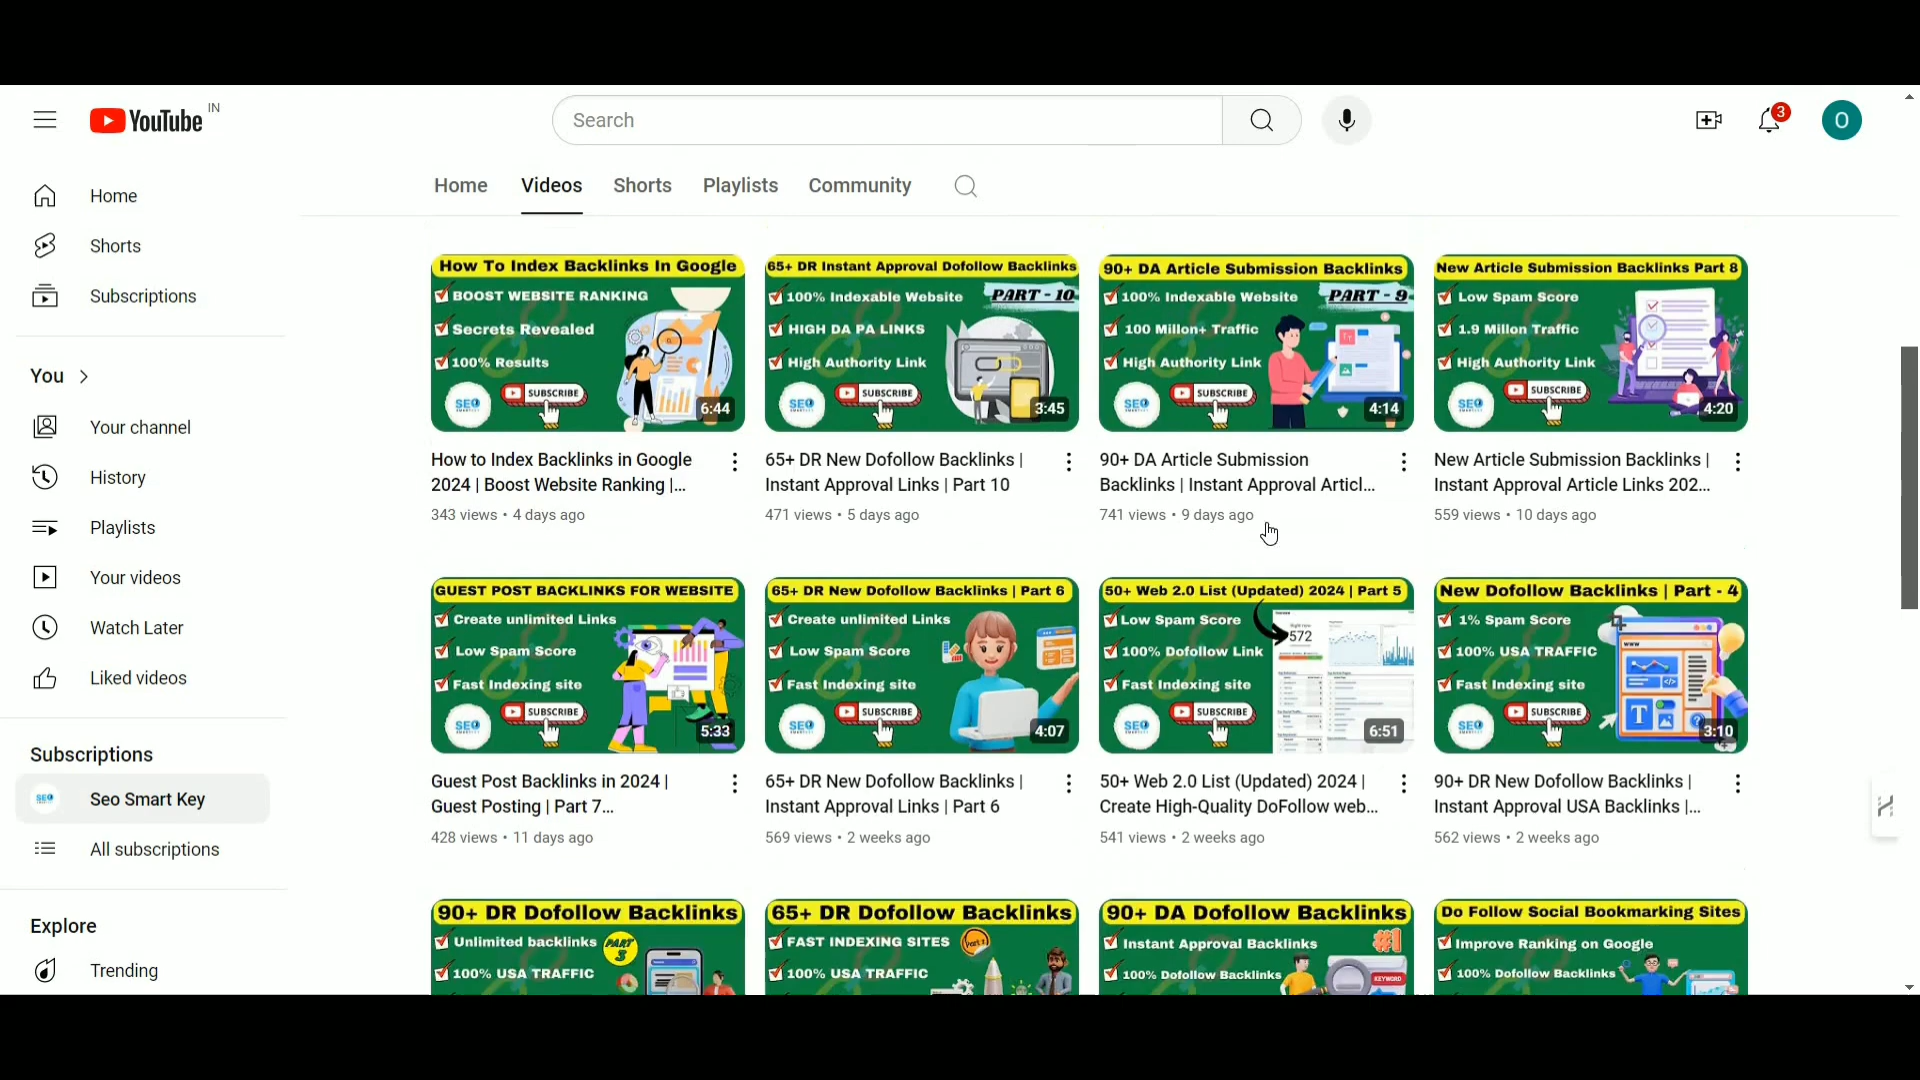 YouTube IN
Search
3
O
Home
Shorts
Subscriptions
You
Your channel
History
Playlists
Your videos
Watch Later
Liked videos
Subscriptions
Seo Smart Key
All subscriptions
Explore
Trending
Home Videos Shorts Playlists Community
How To Index Backlinks In Google
BOOST WEBSITE RANKING
Secrets Revealed
100% Results
SEO
SUBSCRIBE
6:44
How to Index Backlinks in Google
2024 | Boost Website Ranking |...
343 views • 4 days ago
65+ DR Instant Approval Dofollow Backlinks
100% Indexable Website
PART - 10
HIGH DA PA LINKS
High Authority Link
SEO
SUBSCRIBE
3:45
65+ DR New Dofollow Backlinks |
Instant Approval Links | Part 10
471 views • 5 days ago
90+ DA Article Submission Backlinks
100% Indexable Website
PART - 9
100 Millon+ Traffic
High Authority Link
SEO
SUBSCRIBE
4:14
90+ DA Article Submission
Backlinks | Instant Approval Articl...
741 views • 9 days ago
New Article Submission Backlinks Part 8
Low Spam Score
1.9 Millon Traffic
High Authority Link
SEO
SUBSCRIBE
4:20
New Article Submission Backlinks |
Instant Approval Article Links 202...
559 views • 10 days ago
GUEST POST BACKLINKS FOR WEBSITE
Create unlimited Links
Low Spam Score
Fast Indexing site
SEO
SUBSCRIBE
5:33
Guest Post Backlinks in 2024 |
Guest Posting | Part 7...
428 views • 11 days ago
65+ DR New Dofollow Backlinks | Part 6
Create unlimited Links
Low Spam Score
Fast Indexing site
SEO
SUBSCRIBE
4:07
65+ DR New Dofollow Backlinks |
Instant Approval Links | Part 6
569 views • 2 weeks ago
50+ Web 2.0 List (Updated) 2024 | Part 5
Low Spam Score
572
100% Dofollow Link
Fast Indexing site
SEO
SUBSCRIBE
6:51
50+ Web 2.0 List (Updated) 2024 |
Create High-Quality DoFollow web...
541 views • 2 weeks ago
New Dofollow Backlinks | Part - 4
1% Spam Score
100% USA TRAFFIC
Fast Indexing site
SEO
SUBSCRIBE
3:10
90+ DR New Dofollow Backlinks |
Instant Approval USA Backlinks |...
562 views • 2 weeks ago
90+ DR Dofollow Backlinks
Unlimited backlinks
PART 3
100% USA TRAFFIC
65+ DR Dofollow Backlinks
FAST INDEXING SITES
100% USA TRAFFIC
90+ DA Dofollow Backlinks
Instant Approval Backlinks
#1
100% Dofollow Backlinks
KEYWORD
Do Follow Social Bookmarking Sites
Improve Ranking on Google
100% Dofollow Backlinks